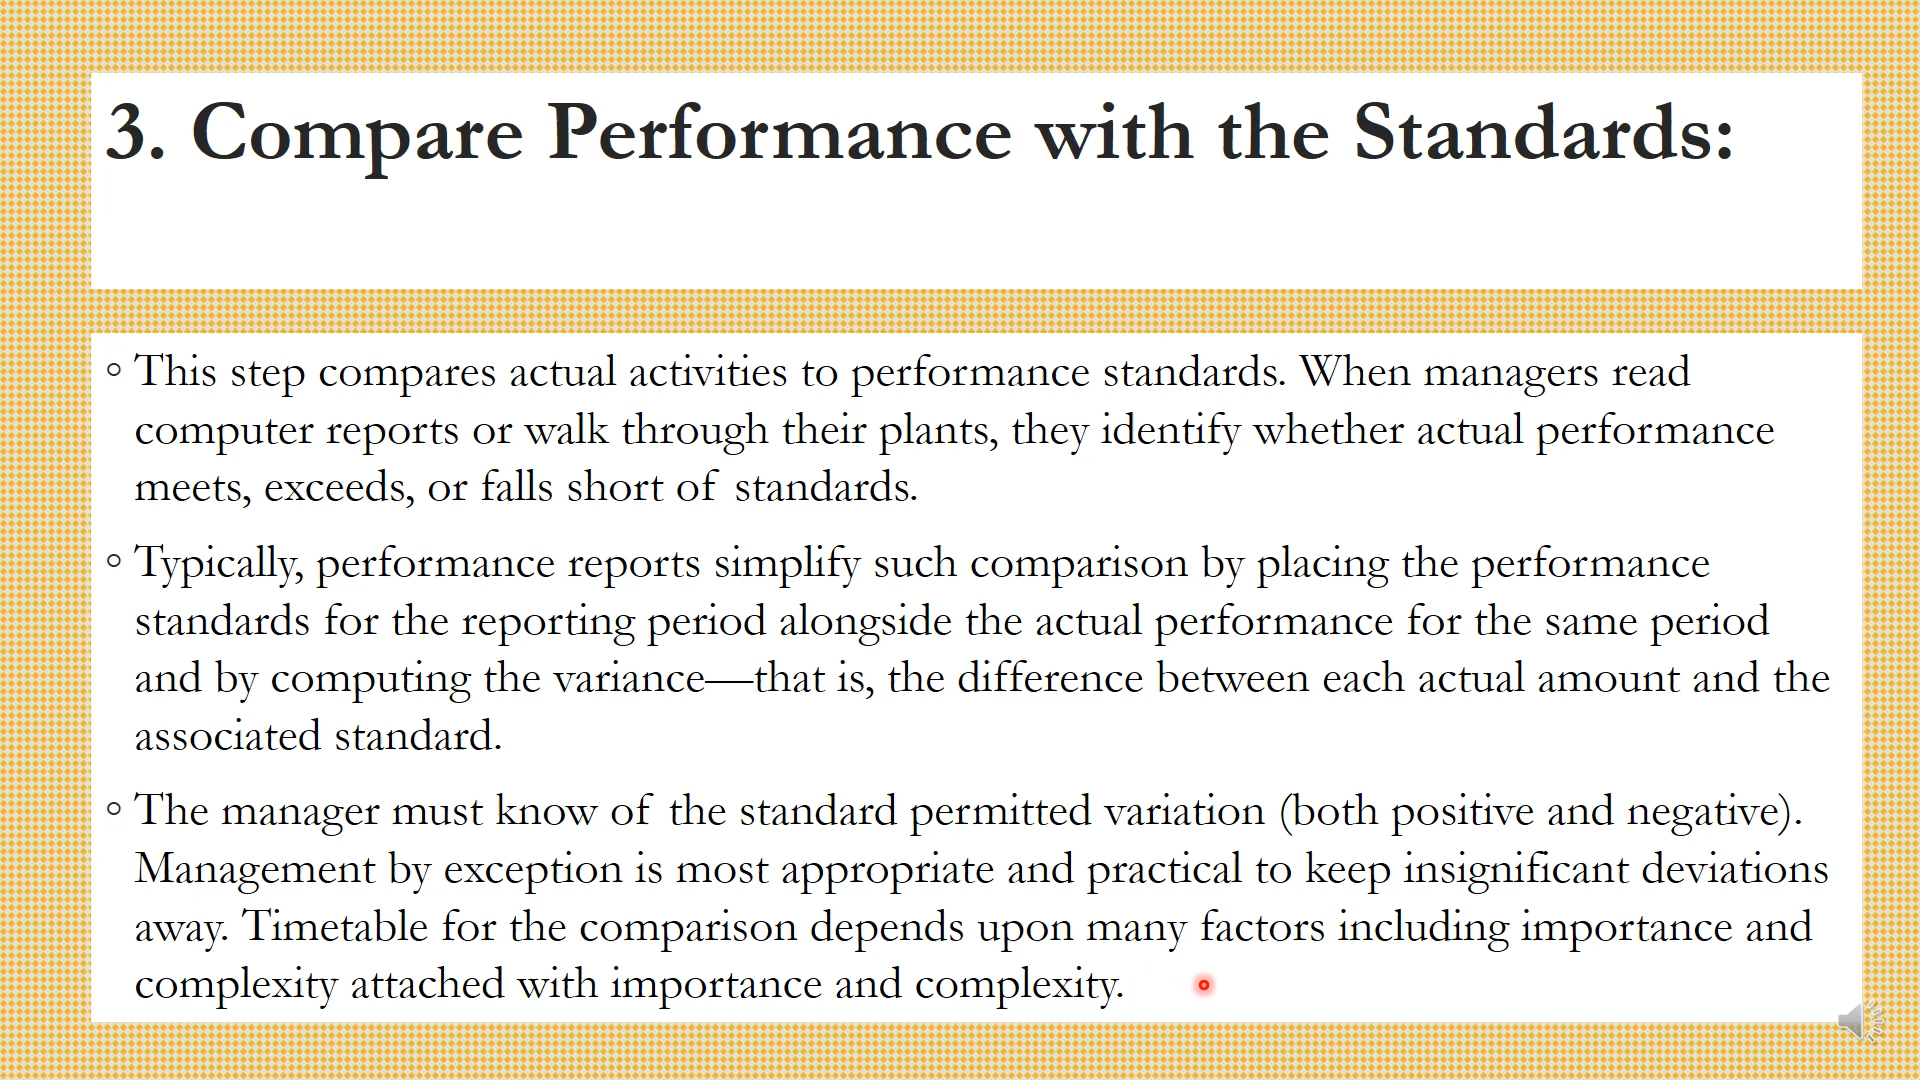 3. Compare Performance with the Standards:
◦ This step compares actual activities to performance standards. When managers read
computer reports or walk through their plants, they identify whether actual performance
meets, exceeds, or falls short of standards.
◦ Typically, performance reports simplify such comparison by placing the performance
standards for the reporting period alongside the actual performance for the same period
and by computing the variance—that is, the difference between each actual amount and the
associated standard.
◦ The manager must know of the standard permitted variation (both positive and negative).
Management by exception is most appropriate and practical to keep insignificant deviations
away. Timetable for the comparison depends upon many factors including importance and
complexity attached with importance and complexity.